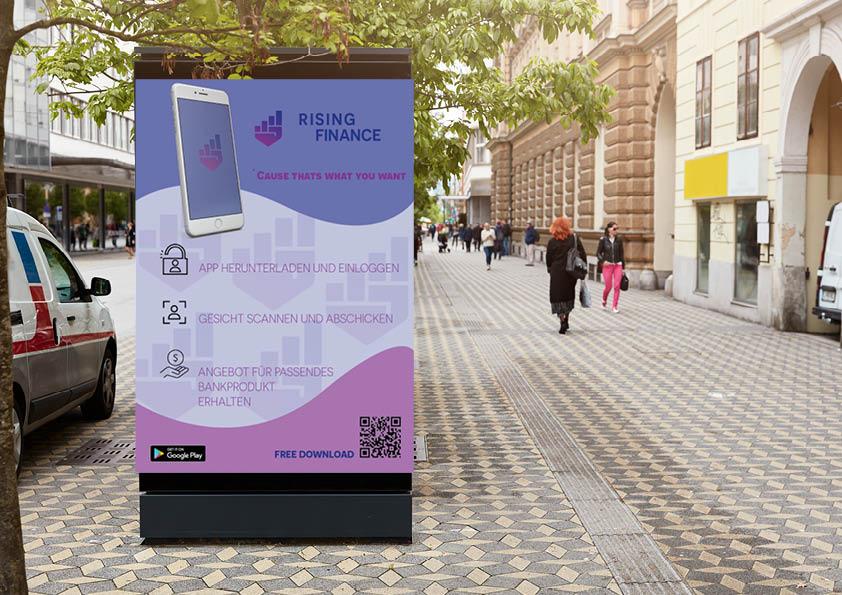 RISING
FINANCE
"CAUSE THATS WHAT YOU WANT
APP HERUNTERLADEN UND EINLOGGEN
GESICHT SCANNEN UND ABSCHICKEN
$
ANGEBOT FÜR PASSENDES
BANKPRODUKT
ERHALTEN
GET IT ON
Google Play
FREE DOWNLOAD